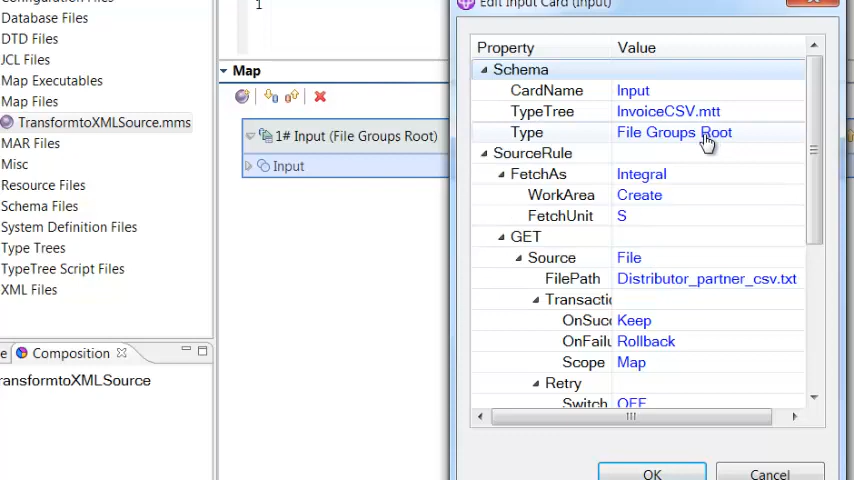 Configuration Files
Database Files
DTD Files
JCL Files
Map Executables
Map Files
TransformtoXMLSource.mms
MAR Files
Misc
Resource Files
Schema Files
System Definition Files
Type Trees
TypeTree Script Files
XML Files
Composition
ransformtoXMLSource
1
Map
1# Input (File Groups Root)
Input
Edit Input Card (Input)
Property Value
Schema
CardName Input
TypeTree InvoiceCSV.mtt
Type File Groups Root
SourceRule
FetchAs Integral
WorkArea Create
FetchUnit S
GET
Source File
FilePath Distributor_partner_csv.txt
Transactio
OnSucc Keep
OnFailu Rollback
Scope Map
Retry
Switch OFF
OK Cancel